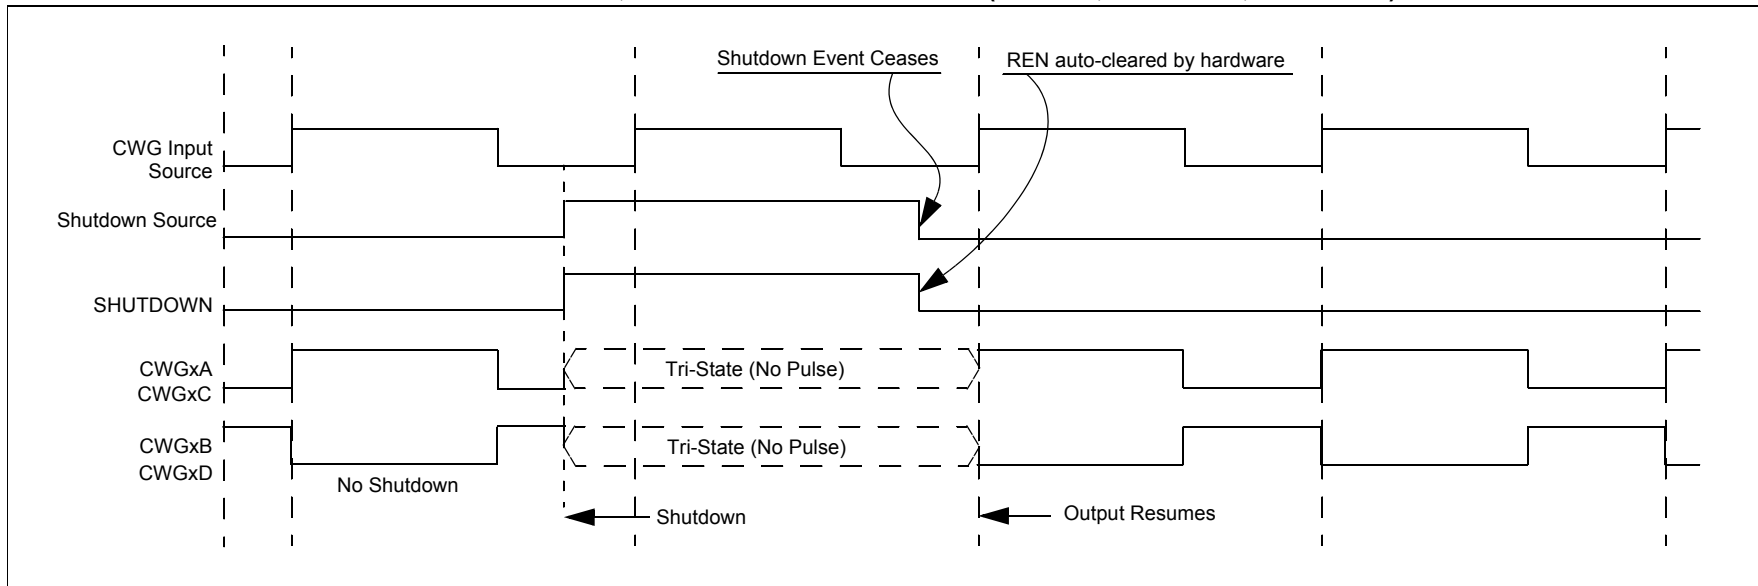 Shutdown Event Ceases
REN auto-cleared by hardware
CWG Input
Source
Shutdown Source
SHUTDOWN
CWGxA
CWGxC
Tri-State (No Pulse)
CWGxB
CWGxD
Tri-State (No Pulse)
No Shutdown
Shutdown
Output Resumes